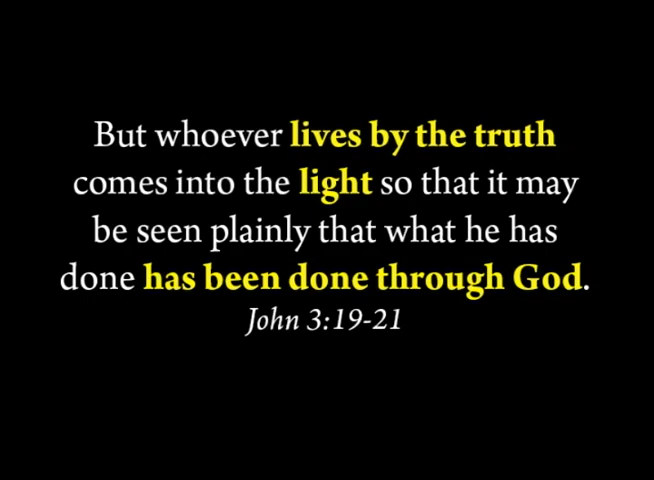 But whoever lives by the truth
comes into the light so that it may
be seen plainly that what he has
done has been done through God.
John 3:19-21